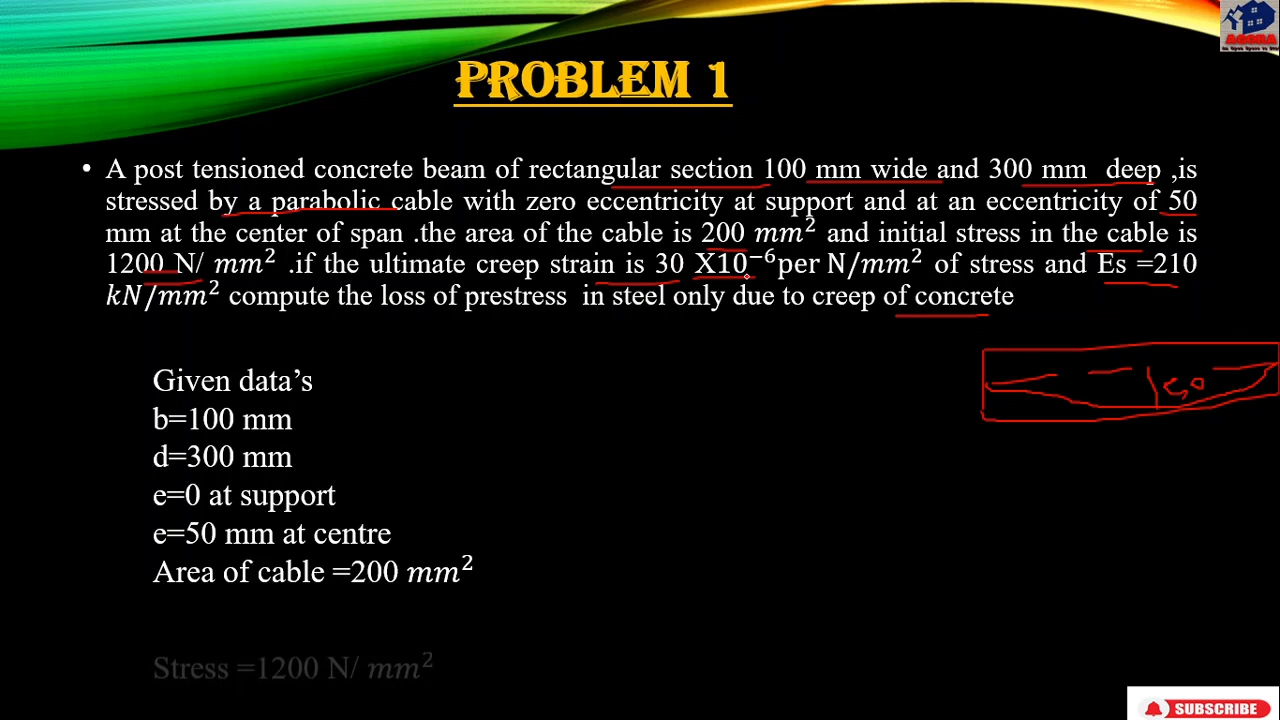 AGORA
PROBLEM 1
• A post tensioned concrete beam of rectangular section 100 mm wide and 300 mm deep ,is
stressed by a parabolic cable with zero eccentricity at support and at an eccentricity of 50
mm at the center of span .the area of the cable is 200 𝑚𝑚² and initial stress in the cable is
1200 N/ 𝑚𝑚² .if the ultimate creep strain is 30 X10⁻⁶per N/𝑚𝑚² of stress and Es =210
𝑘𝑁/𝑚𝑚² compute the loss of prestress in steel only due to creep of concrete
Given data’s
b=100 mm
d=300 mm
e=0 at support
e=50 mm at centre
Area of cable =200 𝑚𝑚²
Stress =1200 N/ 𝑚𝑚²
SUBSCRIBE